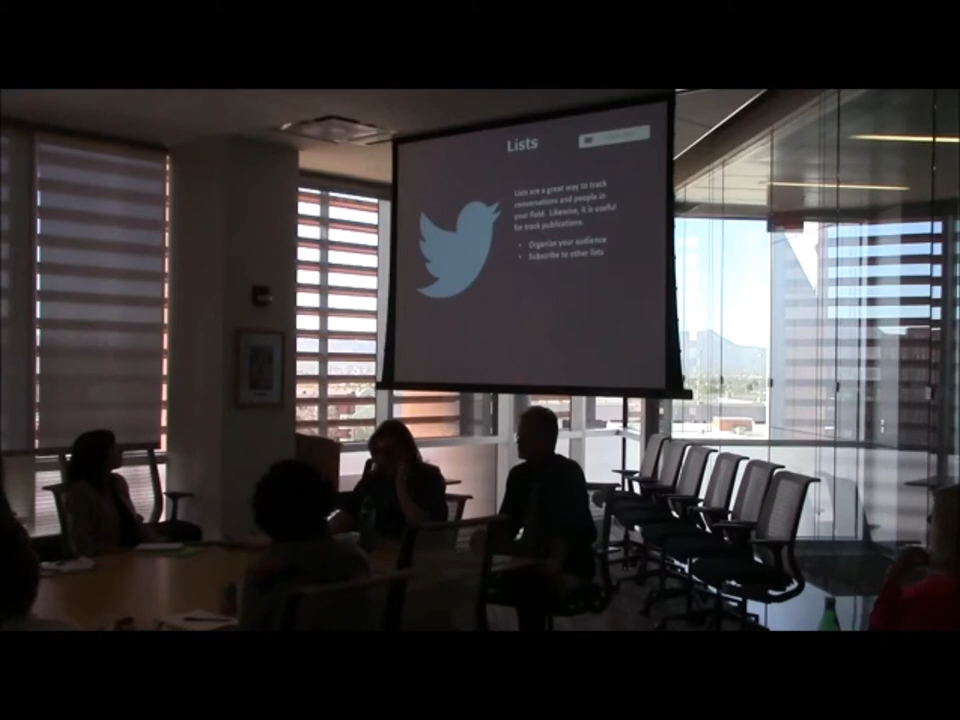 Lists
Lists are a great way to track
conversations and people in
your field. Likewise, it is useful
for track publications.
• Organize your audience
• Subscribe to other lists